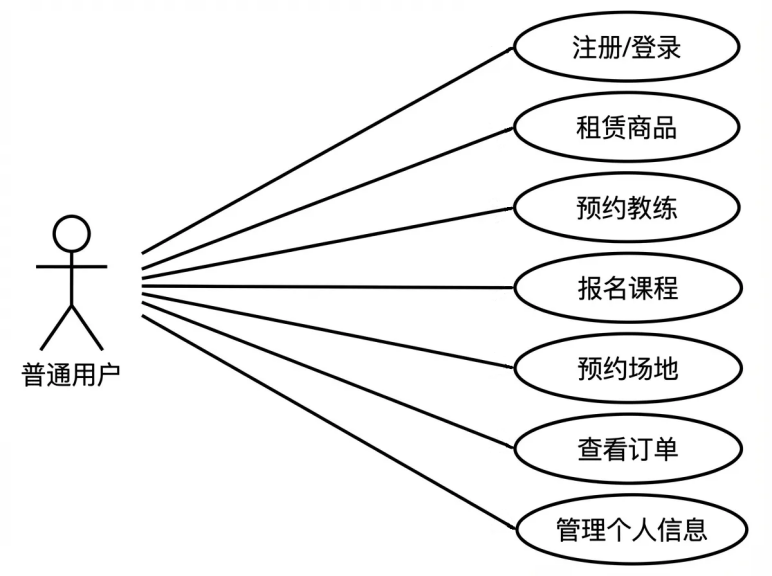 注册/登录
租赁商品
预约教练
报名课程
预约场地
查看订单
管理个人信息
普通用户